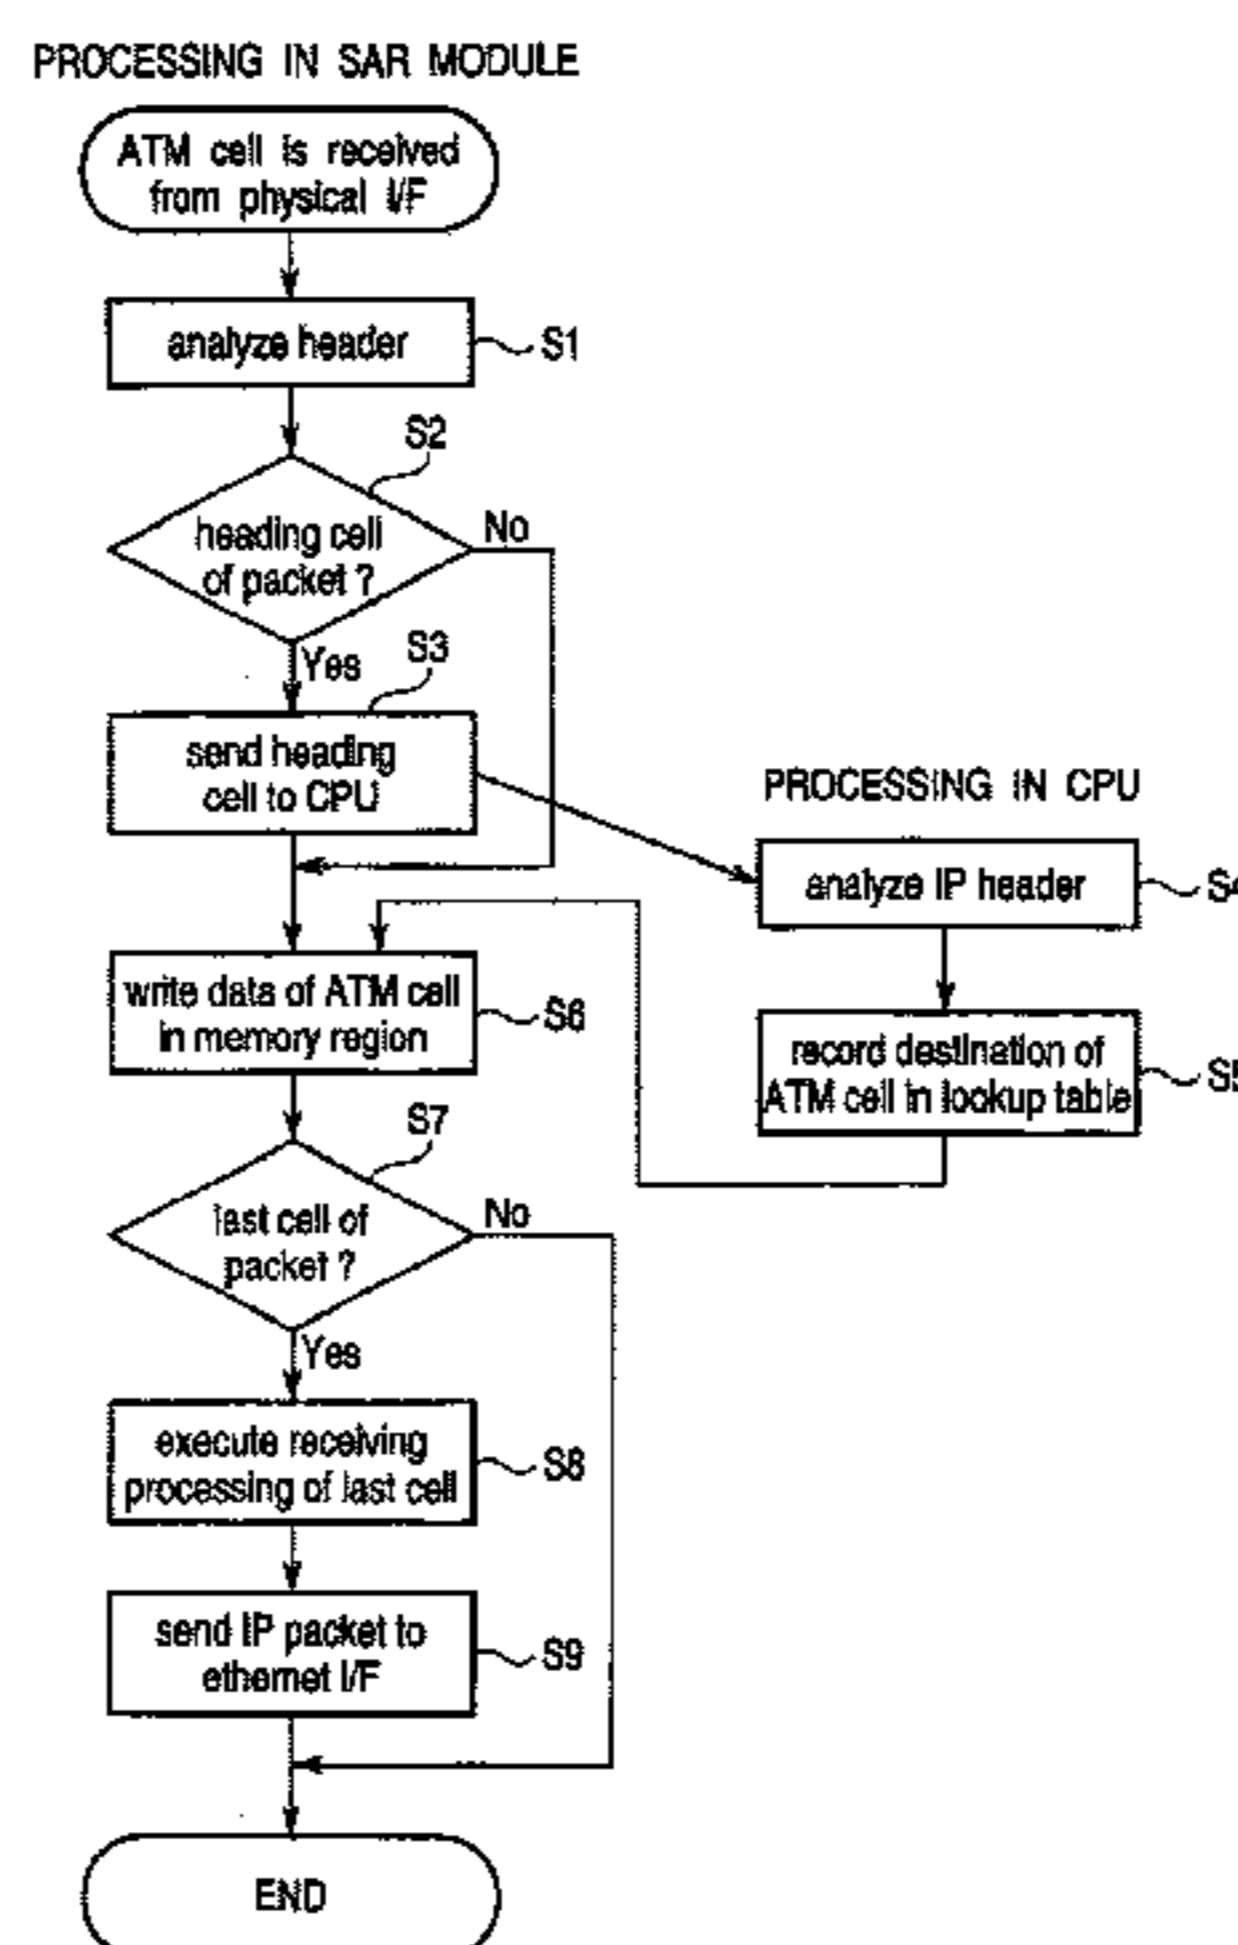 PROCESSING IN SAR MODULE
ATM cell is received
from physical I/F
analyze header
S1
S2
heading cell
of packet ?
No
Yes
S3
send heading
cell to CPU
PROCESSING IN CPU
analyze IP header
S4
record destination of
ATM cell in lookup table
S5
write data of ATM cell
in memory region
S6
S7
last cell of
packet ?
No
Yes
execute receiving
processing of last cell
S8
send IP packet to
ethernet I/F
S9
END